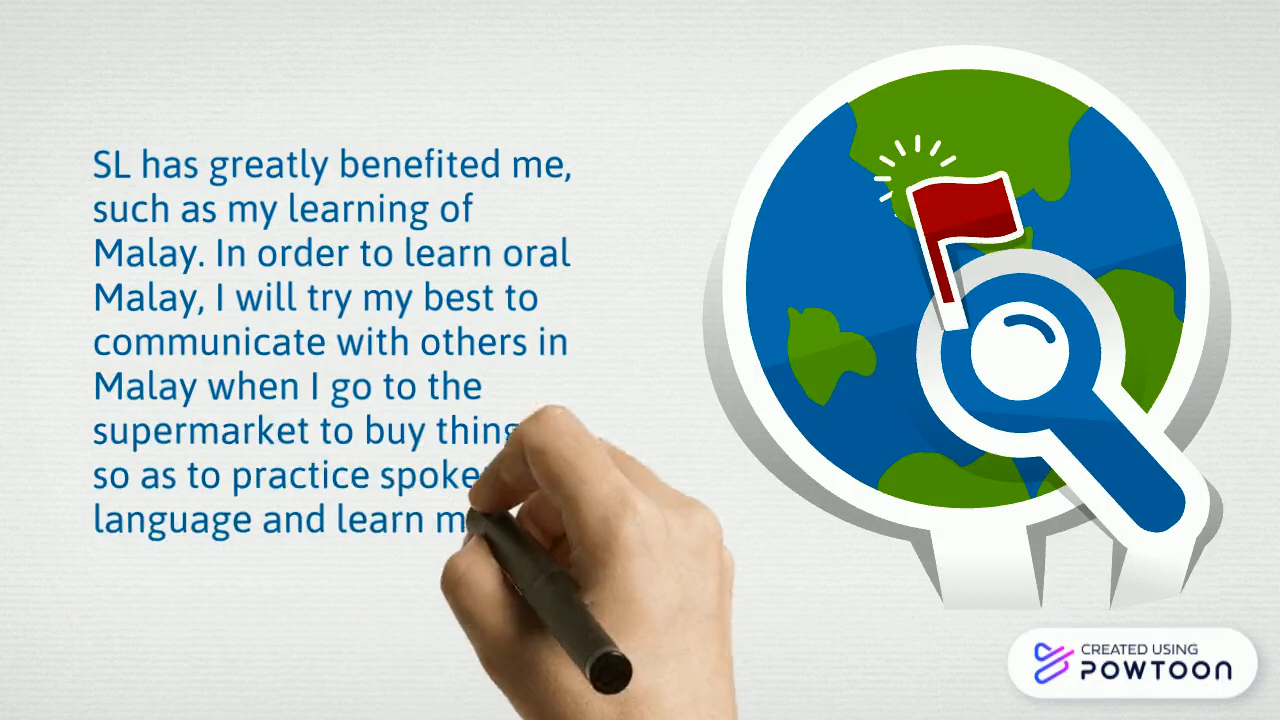 SL has greatly benefited me,
such as my learning of
Malay. In order to learn oral
Malay, I will try my best to
communicate with others in
Malay when I go to the
supermarket to buy
so as to practice
language and learn
CREATED USING
POWTOON